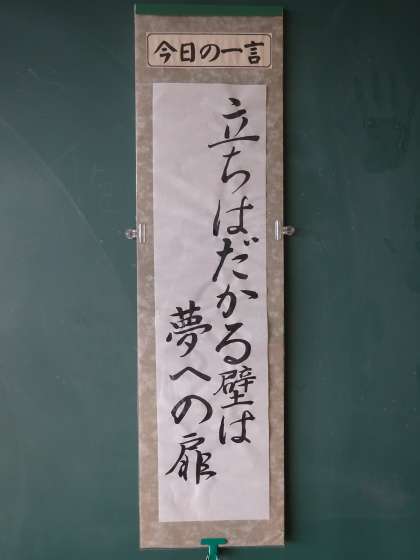 今日の一言
立ちはだかる壁は
夢への扉